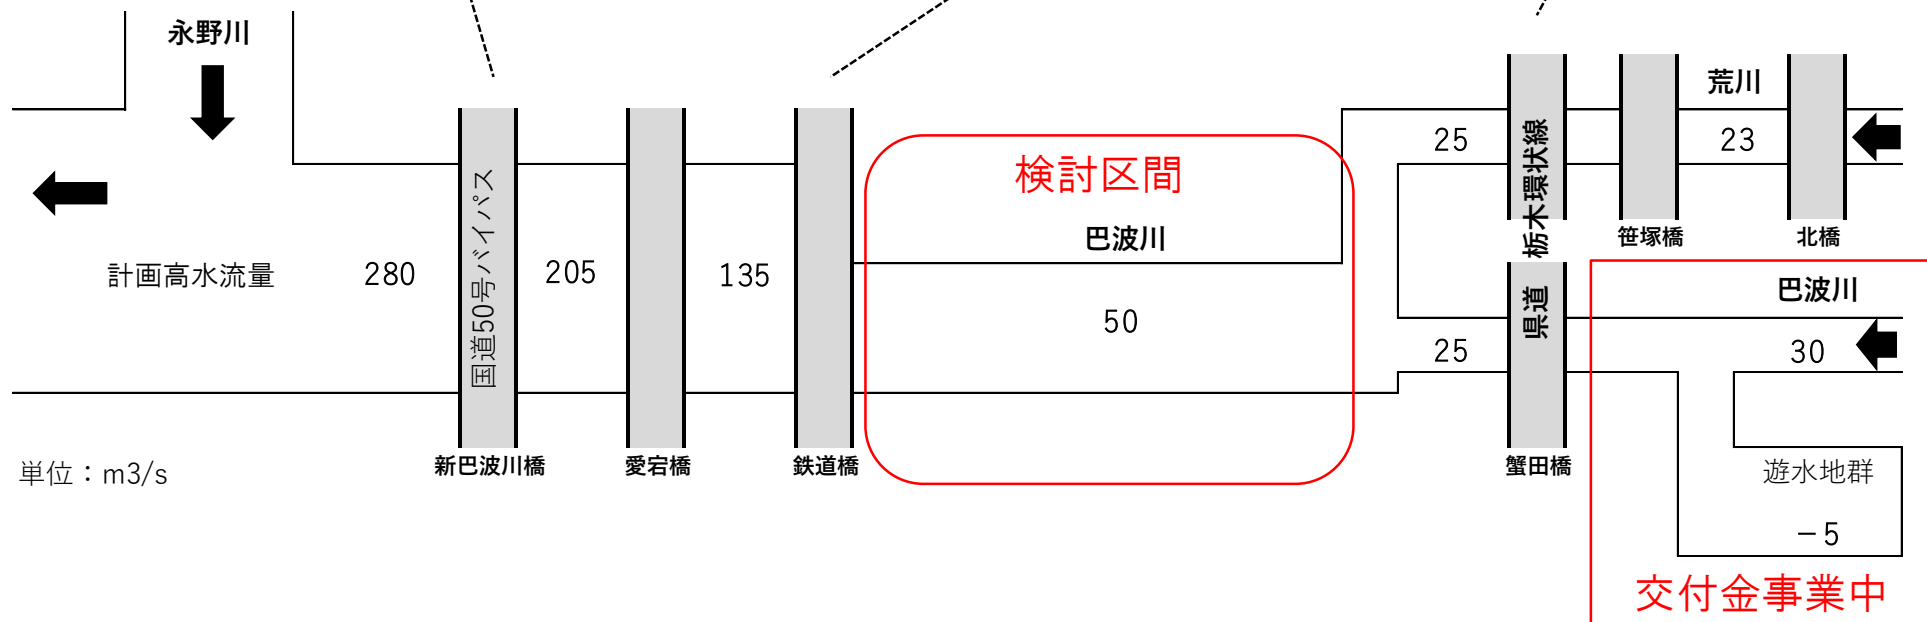 永野川
荒川
25
23
検討区間
栃木環状線
巴波川
笹塚橋
北橋
計画高水流量
280
国道50号バイパス
205
135
県道
巴波川
50
25
30
単位：m3/s
新巴波川橋
愛宕橋
鉄道橋
蟹田橋
遊水地群
－5
交付金事業中